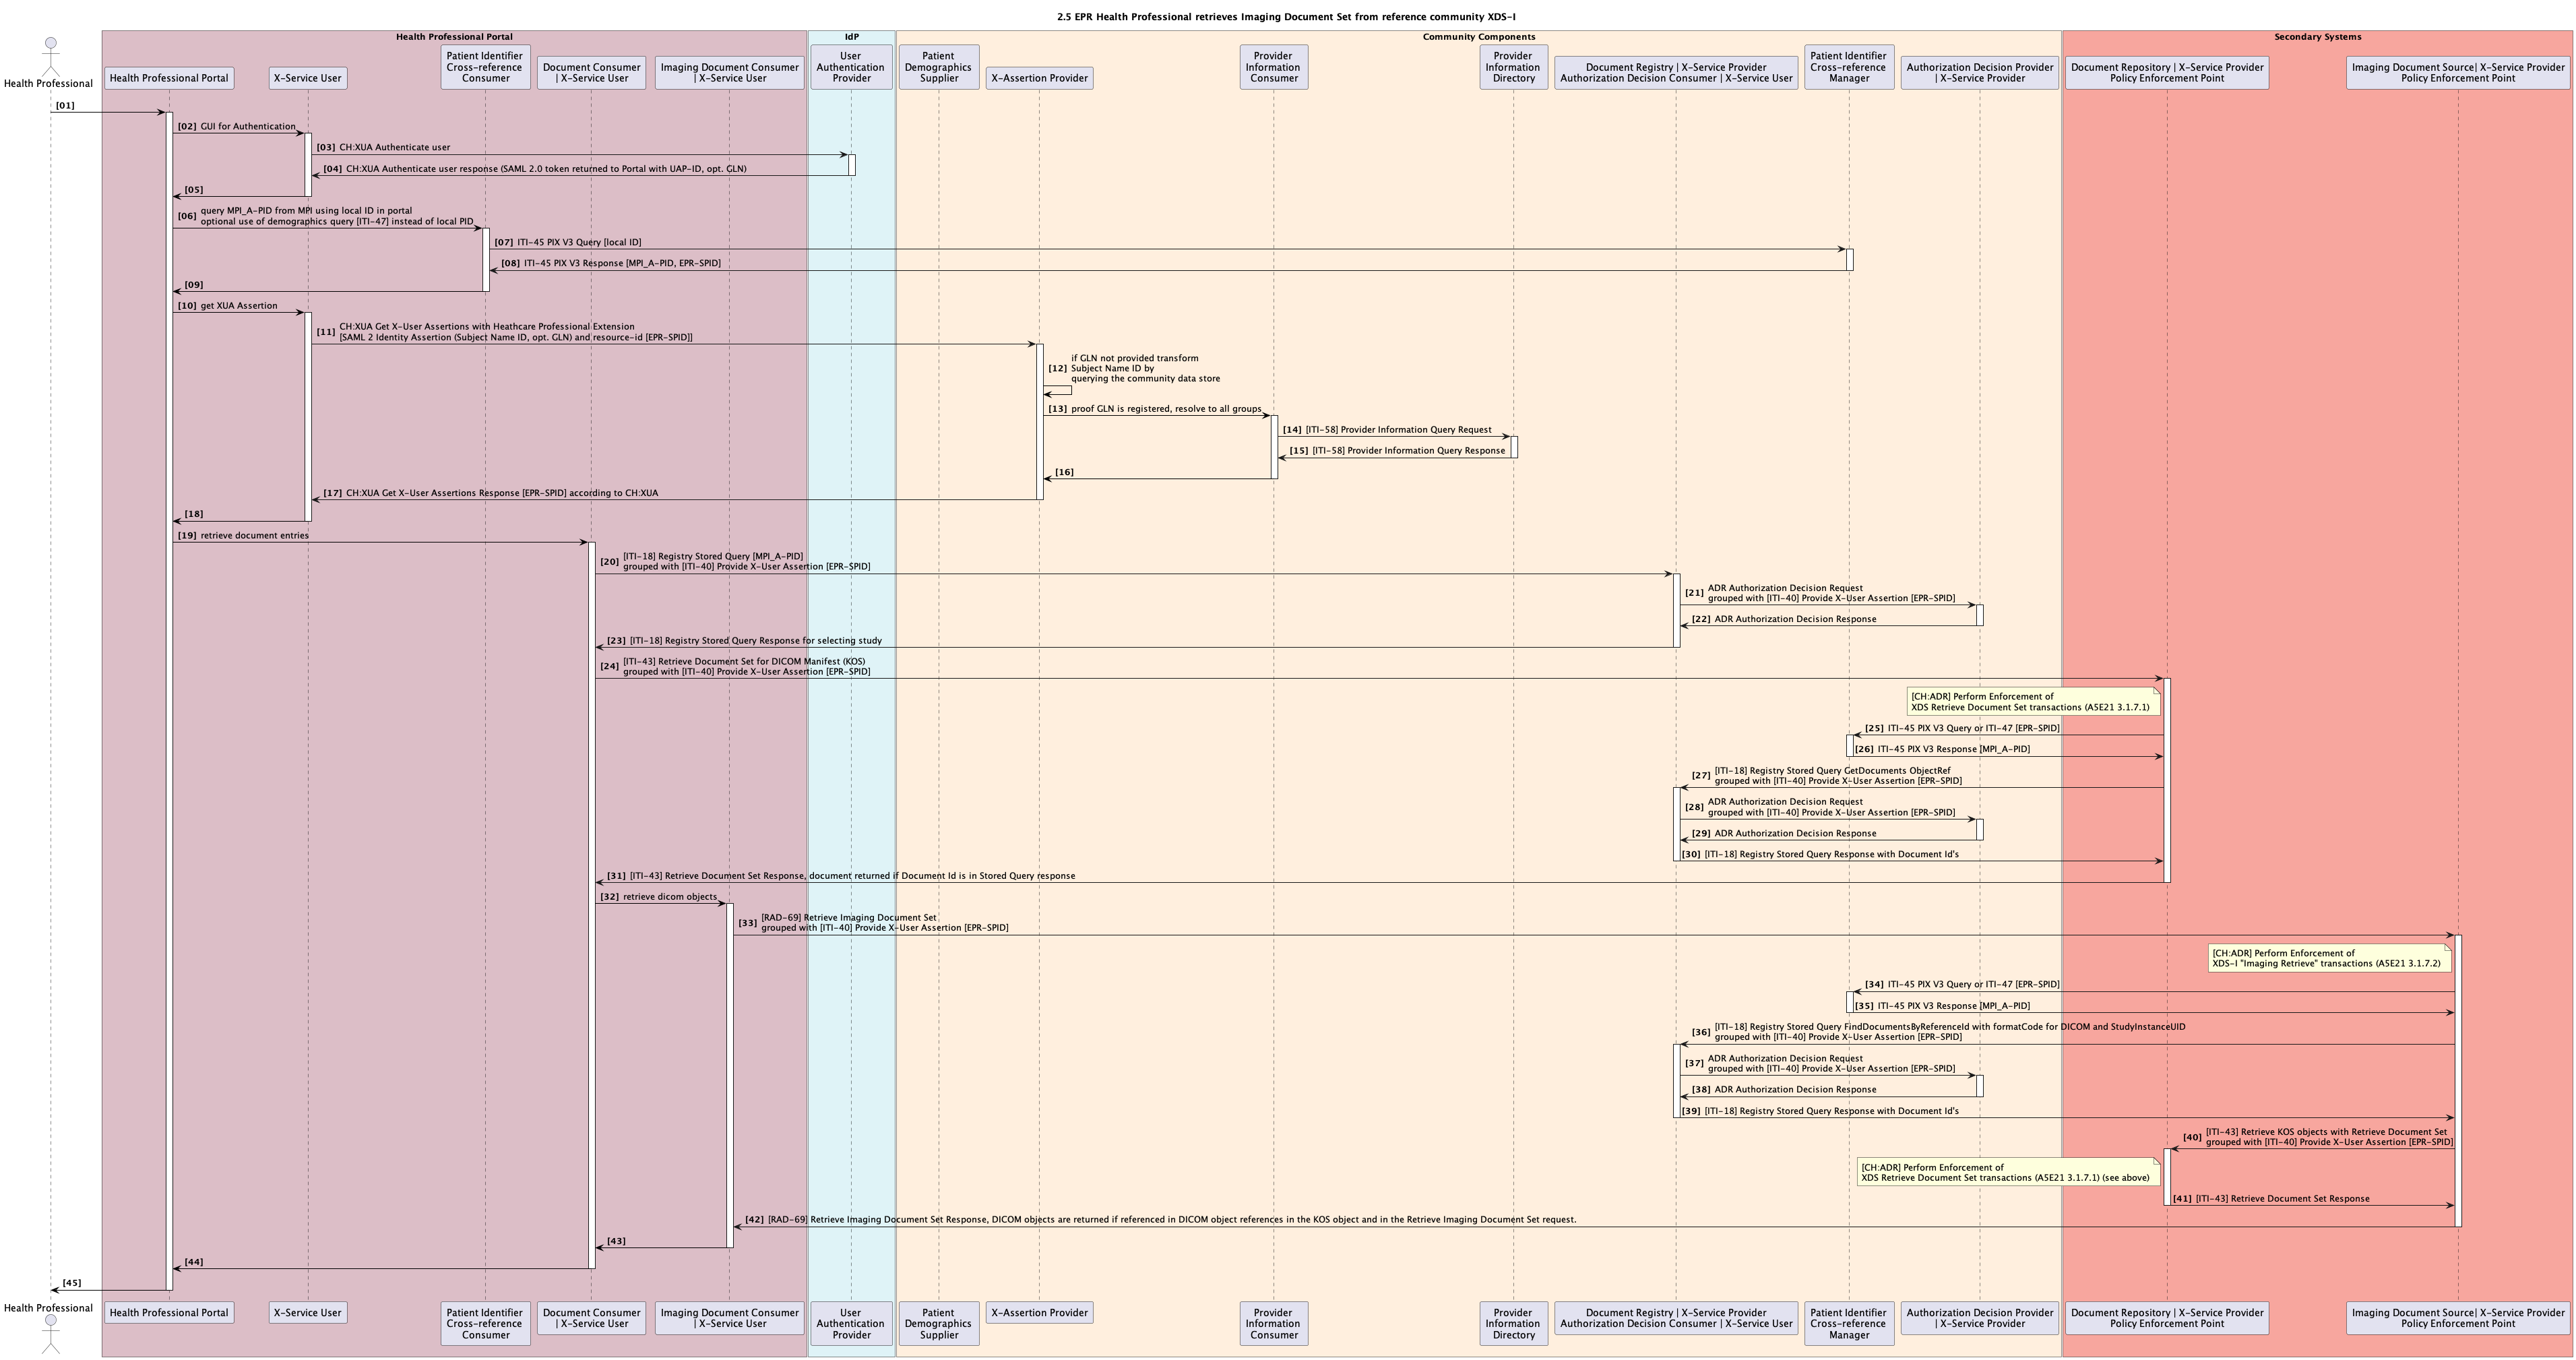 2.5 EPR Health Professional retrieves Imaging Document Set from reference community XDS-I
Health Professional Portal
IdP
Community Components
Secondary Systems
Health Professional
Health Professional Portal
X-Service User
Patient Identifier
Cross-reference
Consumer
Document Consumer
| X-Service User
Imaging Document Consumer
| X-Service User
User
Authentication
Provider
Patient
Demographics
Supplier
X-Assertion Provider
Provider
Information
Consumer
Provider
Information
Directory
Document Registry | X-Service Provider
Authorization Decision Consumer | X-Service User
Patient Identifier
Cross-reference
Manager
Authorization Decision Provider
| X-Service Provider
Document Repository | X-Service Provider
Policy Enforcement Point
Imaging Document Source| X-Service Provider
Policy Enforcement Point
[01]
[02] GUI for Authentication
[03] CH:XUA Authenticate user
[04] CH:XUA Authenticate user response (SAML 2.0 token returned to Portal with UAP-ID, opt. GLN)
[05]
[06] query MPI_A-PID from MPI using local ID in portal
optional use of demographics query [ITI-47] instead of local PID
[07] ITI-45 PIX V3 Query [local ID]
[08] ITI-45 PIX V3 Response [MPI_A-PID, EPR-SPID]
[09]
[10] get XUA Assertion
[11] CH:XUA Get X-User Assertions with Heathcare Professional Extension
[SAML 2 Identity Assertion (Subject Name ID, opt. GLN) and resource-id [EPR-SPID]]
[12] if GLN not provided transform
Subject Name ID by
querying the community data store
[13] proof GLN is registered, resolve to all groups
[14] [ITI-58] Provider Information Query Request
[15] [ITI-58] Provider Information Query Response
[16]
[17] CH:XUA Get X-User Assertions Response [EPR-SPID] according to CH:XUA
[18]
[19] retrieve document entries
[20] [ITI-18] Registry Stored Query [MPI_A-PID]
grouped with [ITI-40] Provide X-User Assertion [EPR-SPID]
[21] ADR Authorization Decision Request
grouped with [ITI-40] Provide X-User Assertion [EPR-SPID]
[22] ADR Authorization Decision Response
[23] [ITI-18] Registry Stored Query Response for selecting study
[24] [ITI-43] Retrieve Document Set for DICOM Manifest (KOS)
grouped with [ITI-40] Provide X-User Assertion [EPR-SPID]
[CH:ADR] Perform Enforcement of
XDS Retrieve Document Set transactions (A5E21 3.1.7.1)
[25] ITI-45 PIX V3 Query or ITI-47 [EPR-SPID]
[26] ITI-45 PIX V3 Response [MPI_A-PID]
[27] [ITI-18] Registry Stored Query GetDocuments ObjectRef
grouped with [ITI-40] Provide X-User Assertion [EPR-SPID]
[28] ADR Authorization Decision Request
grouped with [ITI-40] Provide X-User Assertion [EPR-SPID]
[29] ADR Authorization Decision Response
[30] [ITI-18] Registry Stored Query Response with Document Id's
[31] [ITI-43] Retrieve Document Set Response, document returned if Document Id is in Stored Query response
[32] retrieve dicom objects
[33] [RAD-69] Retrieve Imaging Document Set
grouped with [ITI-40] Provide X-User Assertion [EPR-SPID]
[CH:ADR] Perform Enforcement of
XDS-I "Imaging Retrieve" transactions (A5E21 3.1.7.2)
[34] ITI-45 PIX V3 Query or ITI-47 [EPR-SPID]
[35] ITI-45 PIX V3 Response [MPI_A-PID]
[36] [ITI-18] Registry Stored Query FindDocumentsByReferenceId with formatCode for DICOM and StudyInstanceUID
grouped with [ITI-40] Provide X-User Assertion [EPR-SPID]
[37] ADR Authorization Decision Request
grouped with [ITI-40] Provide X-User Assertion [EPR-SPID]
[38] ADR Authorization Decision Response
[39] [ITI-18] Registry Stored Query Response with Document Id's
[40] [ITI-43] Retrieve KOS objects with Retrieve Document Set
grouped with [ITI-40] Provide X-User Assertion [EPR-SPID]
[CH:ADR] Perform Enforcement of
XDS Retrieve Document Set transactions (A5E21 3.1.7.1) (see above)
[41] [ITI-43] Retrieve Document Set Response
[42] [RAD-69] Retrieve Imaging Document Set Response, DICOM objects are returned if referenced in DICOM object references in the KOS object and in the Retrieve Imaging Document Set request.
[43]
[44]
[45]
Health Professional
Health Professional Portal
X-Service User
Patient Identifier
Cross-reference
Consumer
Document Consumer
| X-Service User
Imaging Document Consumer
| X-Service User
User
Authentication
Provider
Patient
Demographics
Supplier
X-Assertion Provider
Provider
Information
Consumer
Provider
Information
Directory
Document Registry | X-Service Provider
Authorization Decision Consumer | X-Service User
Patient Identifier
Cross-reference
Manager
Authorization Decision Provider
| X-Service Provider
Document Repository | X-Service Provider
Policy Enforcement Point
Imaging Document Source| X-Service Provider
Policy Enforcement Point